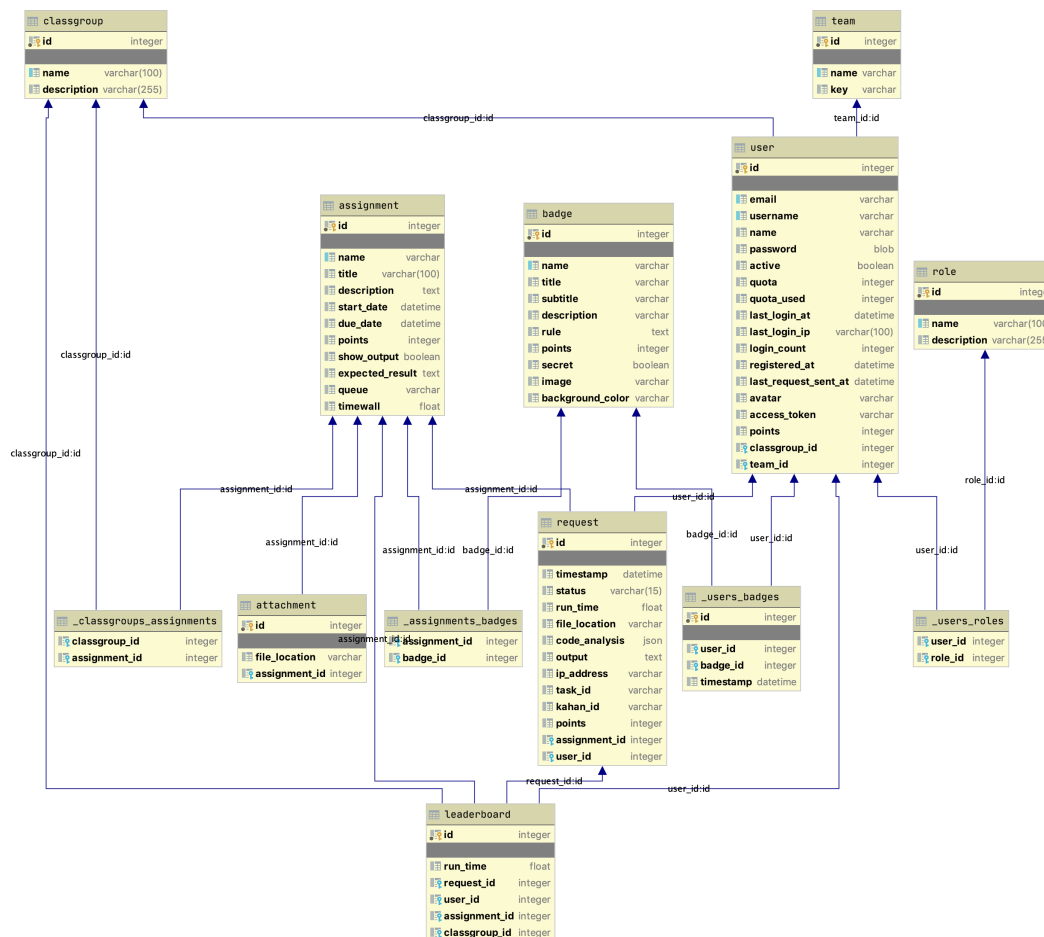 classgroup
id integer
name varchar(100)
description varchar(255)
team
id integer
name varchar
key varchar
classgroup_id:id
team_id:id
user
id integer
email varchar
username varchar
name varchar
password blob
active boolean
quota integer
quota_used integer
last_login_at datetime
last_login_ip varchar(100)
login_count integer
registered_at datetime
last_request_sent_at datetime
avatar varchar
access_token varchar
points integer
classgroup_id integer
team_id integer
assignment
id integer
name varchar
title varchar(100)
description text
start_date datetime
due_date datetime
points integer
show_output boolean
expected_result text
queue varchar
timewall float
badge
id integer
name varchar
title varchar
subtitle varchar
description varchar
rule text
points integer
secret boolean
image varchar
background_color varchar
role
id integ
name varchar(100
description varchar(255
classgroup_id:id
classgroup_id:id
assignment_id:id
assignment_id:id
user_id:id
role_id:id
assignment_id:id
assignment_id:id
badge_id:id
badge_id:id
user_id:id
user_id:id
request
id integer
timestamp datetime
status varchar(15)
run_time float
file_location varchar
code_analysis json
output text
ip_address varchar
task_id varchar
kahan_id varchar
points integer
assignment_id integer
user_id integer
_classgroups_assignments
classgroup_id integer
assignment_id integer
attachment
id integer
file_location varchar
assignment_id integer
assignment_id:id
_assignments_badges
assignment_id integer
badge_id integer
_users_badges
id integer
user_id integer
badge_id integer
timestamp datetime
_users_roles
user_id integer
role_id integer
request_id:id
user_id:id
leaderboard
id integer
run_time float
request_id integer
user_id integer
assignment_id integer
classgroup_id integer